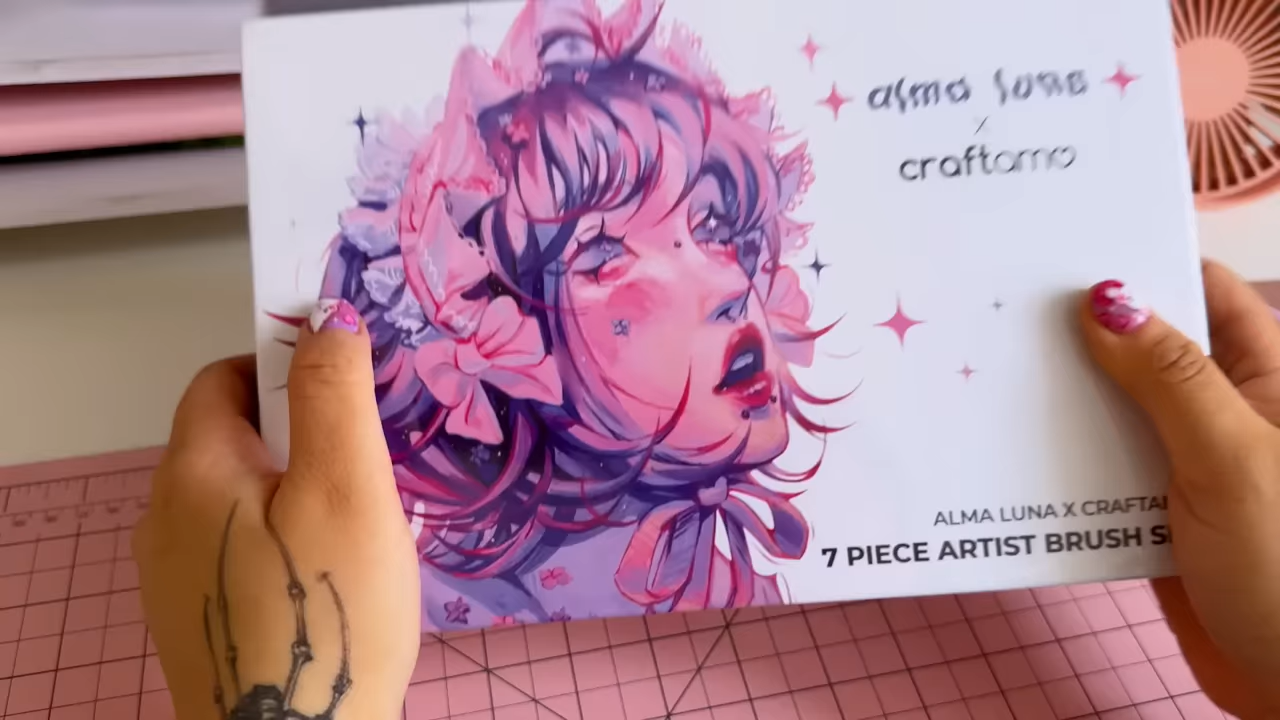 alma luna
x
craftamo
ALMA LUNA X CRAFTA
7 PIECE ARTIST BRUSH